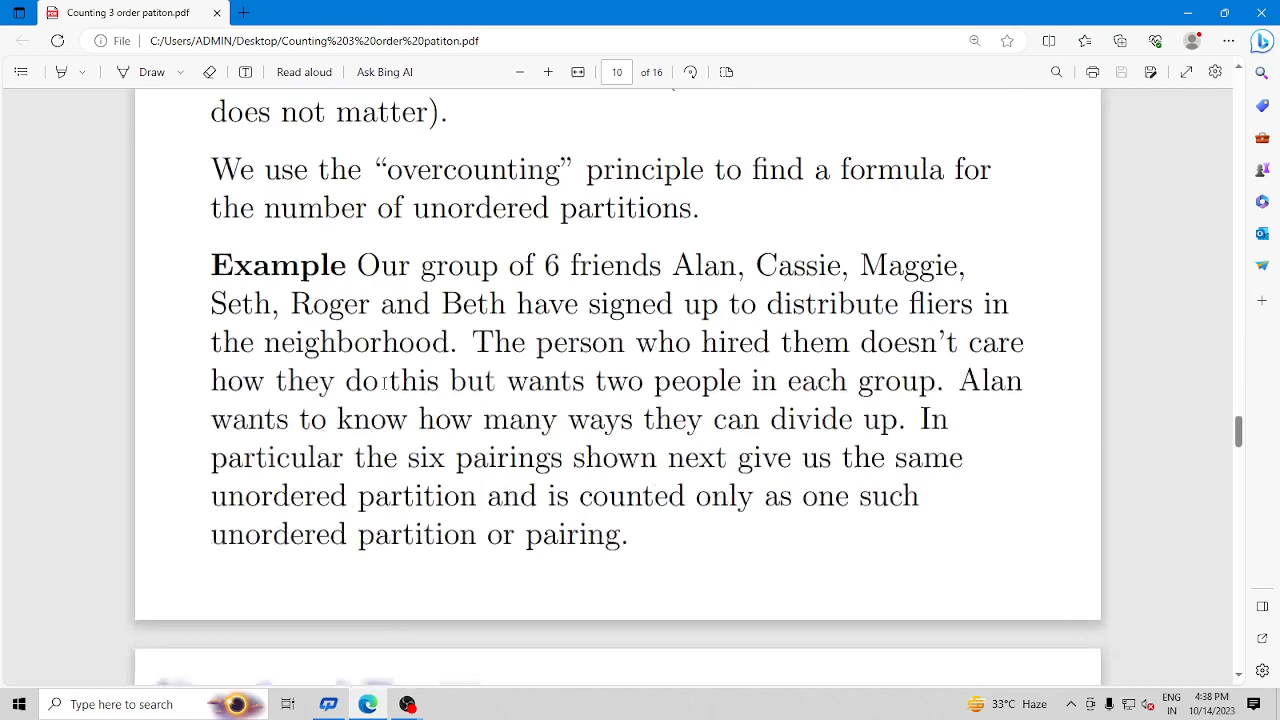 Counting 3 order patiton.pdf
File
C:/Users/ADMIN/Desktop/Counting%203%20order%20patiton.pdf
Draw
Read aloud
Ask Bing AI
10
of 16
does not matter).
We use the “overcounting” principle to find a formula for
the number of unordered partitions.
Example Our group of 6 friends Alan, Cassie, Maggie,
Seth, Roger and Beth have signed up to distribute fliers in
the neighborhood. The person who hired them doesn’t care
how they do this but wants two people in each group. Alan
wants to know how many ways they can divide up. In
particular the six pairings shown next give us the same
unordered partition and is counted only as one such
unordered partition or pairing.
Type here to search
33°C Haze
ENG
IN
4:38 PM
10/14/2023